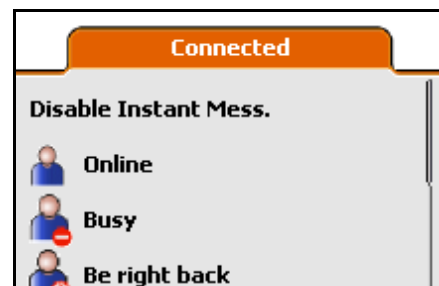 Connected
Disable Instant Mess.
Online
Busy
Be right back